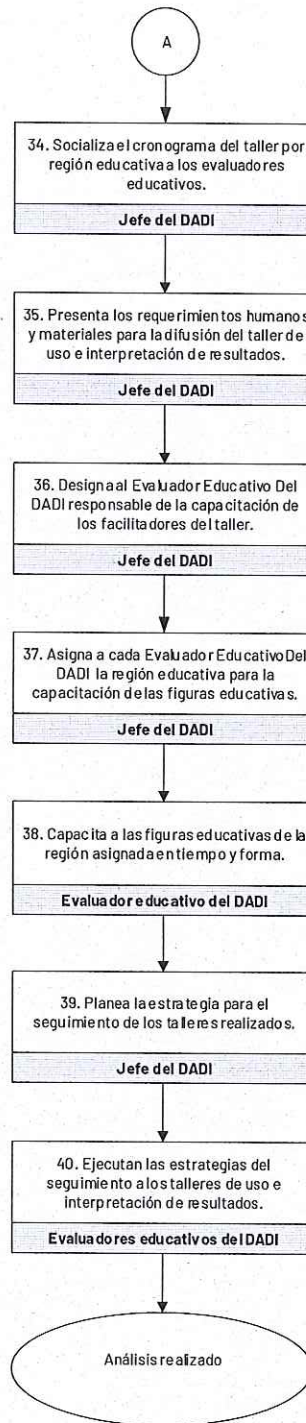 A
34. Socializa el cronograma del taller por
región educativa a los evaluadores
educativos.
Jefe del DADI
35. Presenta los requerimientos humanos
y materiales para la difusión del taller de
uso e interpretación de resultados.
Jefe del DADI
36. Designa al Evaluador Educativo Del
DADI responsable de la capacitación de
los facilitadores del taller.
Jefe del DADI
37. Asigna a cada Evaluador Educativo Del
DADI la región educativa para la
capacitación de las figuras educativas.
Jefe del DADI
38. Capacita a las figuras educativas de la
región asignada en tiempo y forma.
Evaluador educativo del DADI
39. Planea la estrategia para el
seguimiento de los talleres realizados.
Jefe del DADI
40. Ejecutan las estrategias del
seguimiento a los talleres de uso e
interpretación de resultados.
Evaluadores educativos del DADI
Análisis realizado